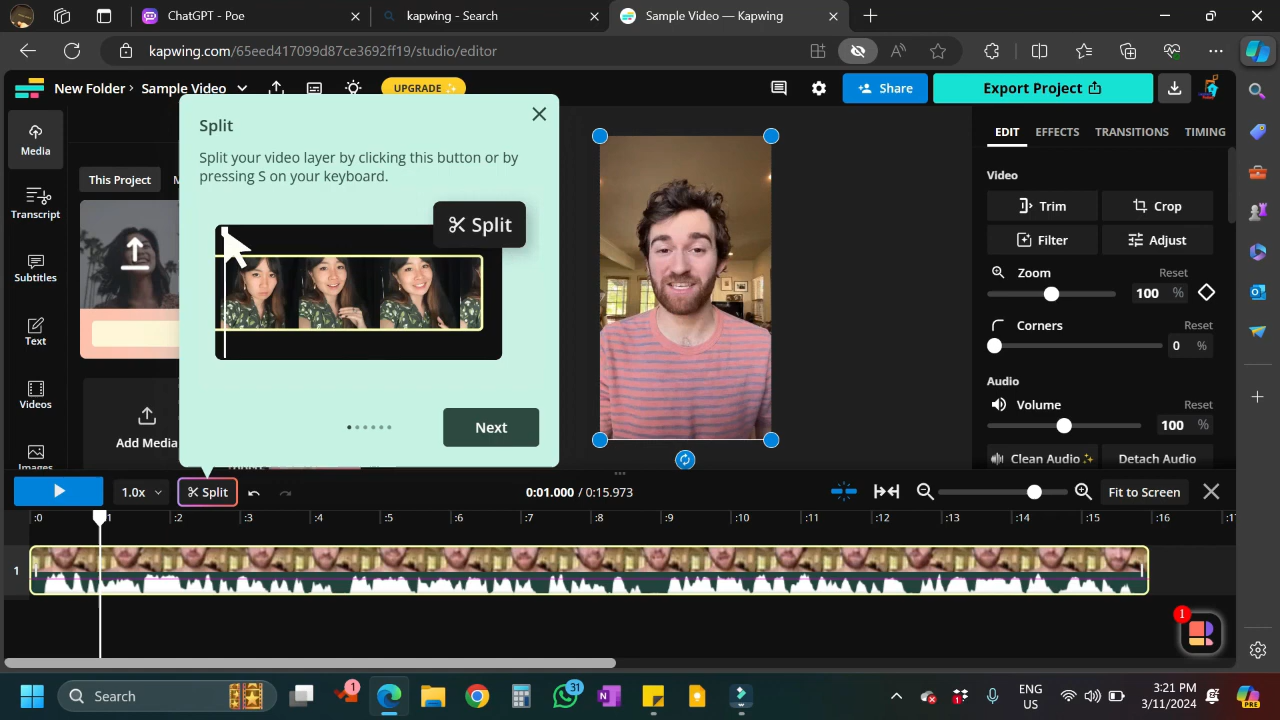 ChatGPT - Poe
kapwing - Search
Sample Video — Kapwing
kapwing.com/65eed417099d87ce3692ff19/studio/editor
New Folder› Sample Video
UPGRADE
Share
Export Project
Media
Transcript
Subtitles
Text
Videos
Images
This Project
Add Media
Split
Split your video layer by clicking this button or by
pressing S on your keyboard.
Split
Next
EDIT EFFECTS TRANSITIONS TIMING
Video
Trim
Crop
Filter
Adjust
Zoom Reset
100 %
Corners Reset
0 %
Audio
Volume Reset
100 %
Clean Audio
Detach Audio
1.0x
Split
0:01.000 / 0:15.973
Fit to Screen
:0 :1 :2 :3 :4 :5 :6 :7 :8 :9 :10 :11 :12 :13 :14 :15 :16
1
1
Search
1
31
ENG
US
3:21 PM
3/11/2024
PRE